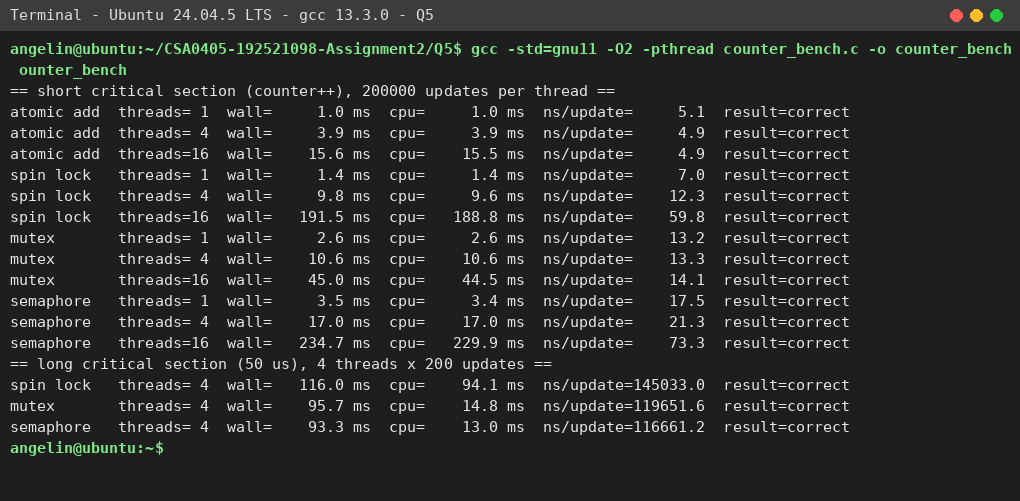 Terminal - Ubuntu 24.04.5 LTS - gcc 13.3.0 - Q5
angelin@ubuntu:~/CSA0405-192521098-Assignment2/Q5$ gcc -std=gnu11 -O2 -pthread counter_bench.c -o counter_bench
ounter_bench
== short critical section (counter++), 200000 updates per thread ==
atomic add  threads= 1  wall=     1.0 ms  cpu=     1.0 ms  ns/update=     5.1  result=correct
atomic add  threads= 4  wall=     3.9 ms  cpu=     3.9 ms  ns/update=     4.9  result=correct
atomic add  threads=16  wall=    15.6 ms  cpu=    15.5 ms  ns/update=     4.9  result=correct
spin lock   threads= 1  wall=     1.4 ms  cpu=     1.4 ms  ns/update=     7.0  result=correct
spin lock   threads= 4  wall=     9.8 ms  cpu=     9.6 ms  ns/update=    12.3  result=correct
spin lock   threads=16  wall=   191.5 ms  cpu=   188.8 ms  ns/update=    59.8  result=correct
mutex       threads= 1  wall=     2.6 ms  cpu=     2.6 ms  ns/update=    13.2  result=correct
mutex       threads= 4  wall=    10.6 ms  cpu=    10.6 ms  ns/update=    13.3  result=correct
mutex       threads=16  wall=    45.0 ms  cpu=    44.5 ms  ns/update=    14.1  result=correct
semaphore   threads= 1  wall=     3.5 ms  cpu=     3.4 ms  ns/update=    17.5  result=correct
semaphore   threads= 4  wall=    17.0 ms  cpu=    17.0 ms  ns/update=    21.3  result=correct
semaphore   threads=16  wall=   234.7 ms  cpu=   229.9 ms  ns/update=    73.3  result=correct
== long critical section (50 us), 4 threads x 200 updates ==
spin lock   threads= 4  wall=   116.0 ms  cpu=    94.1 ms  ns/update=145033.0  result=correct
mutex       threads= 4  wall=    95.7 ms  cpu=    14.8 ms  ns/update=119651.6  result=correct
semaphore   threads= 4  wall=    93.3 ms  cpu=    13.0 ms  ns/update=116661.2  result=correct
angelin@ubuntu:~$